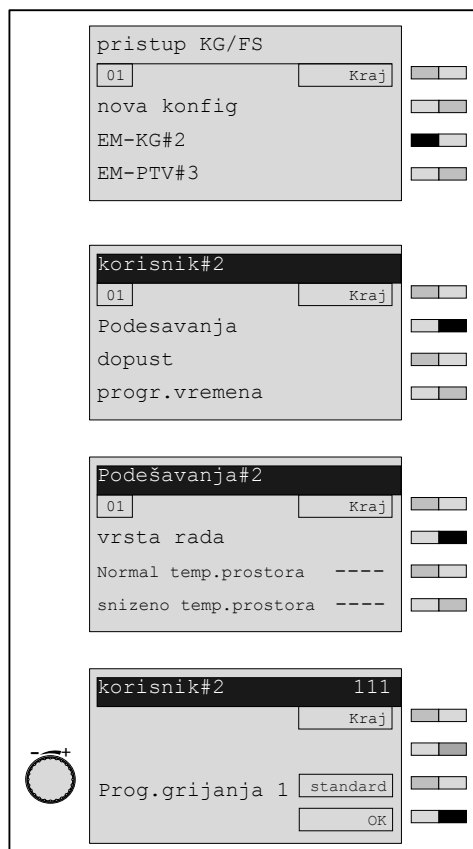 pristup KG/FS
01 Kraj
nova konfig
EM-KG#2
EM-PTV#3
korisnik#2
01 Kraj
Podesavanja
dopust
progr.vremena
Podešavanja#2
01 Kraj
vrsta rada
Normal temp.prostora ----
snizeno temp.prostora ----
korisnik#2 111
Kraj
- +
Prog.grijanja 1 standard
OK